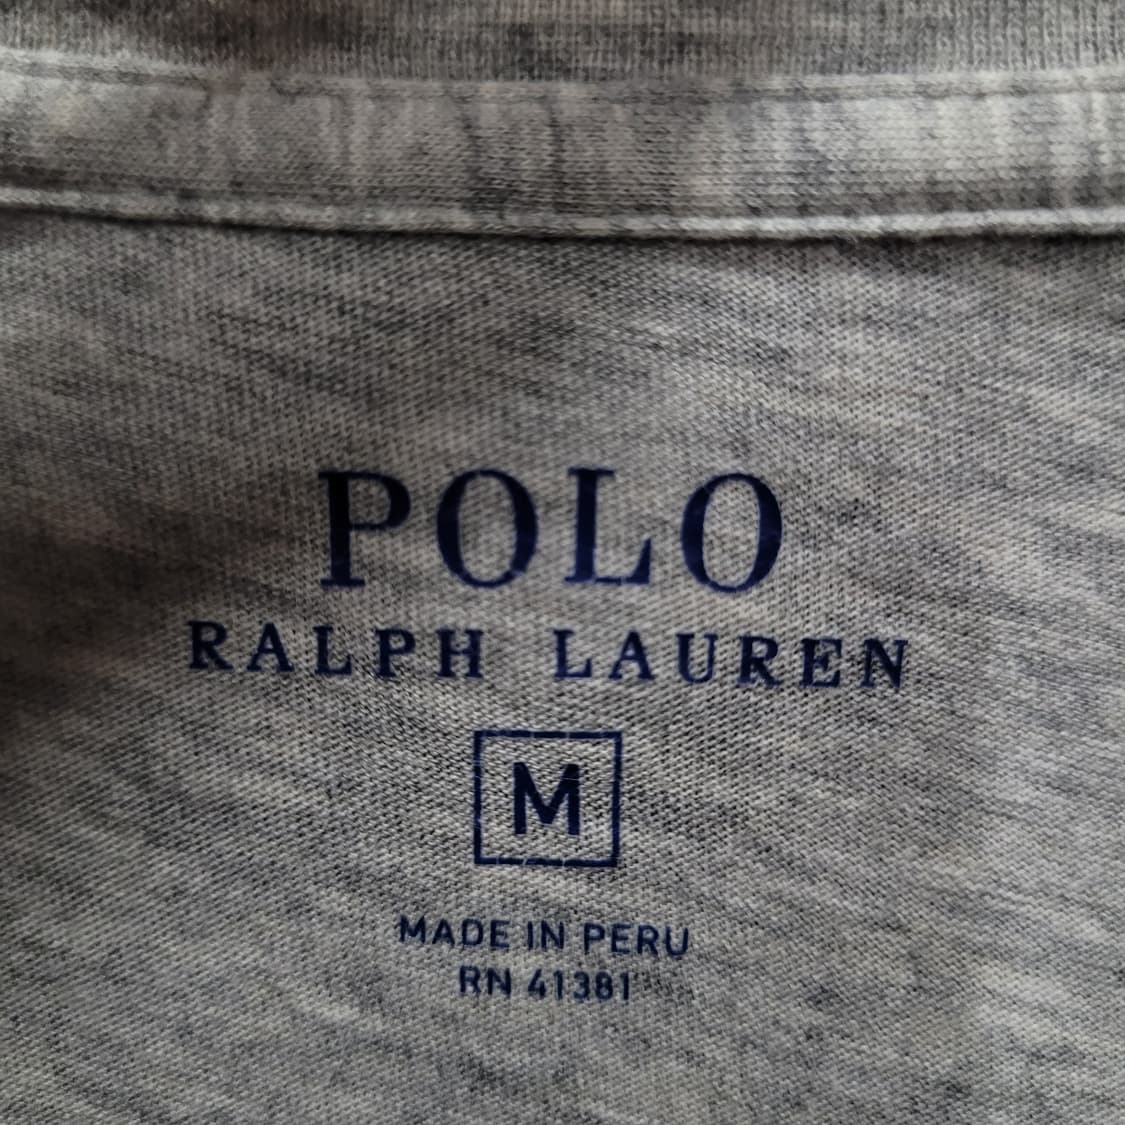 POLO
RALPH LAUREN
M
MADE IN PERU
RN 41381